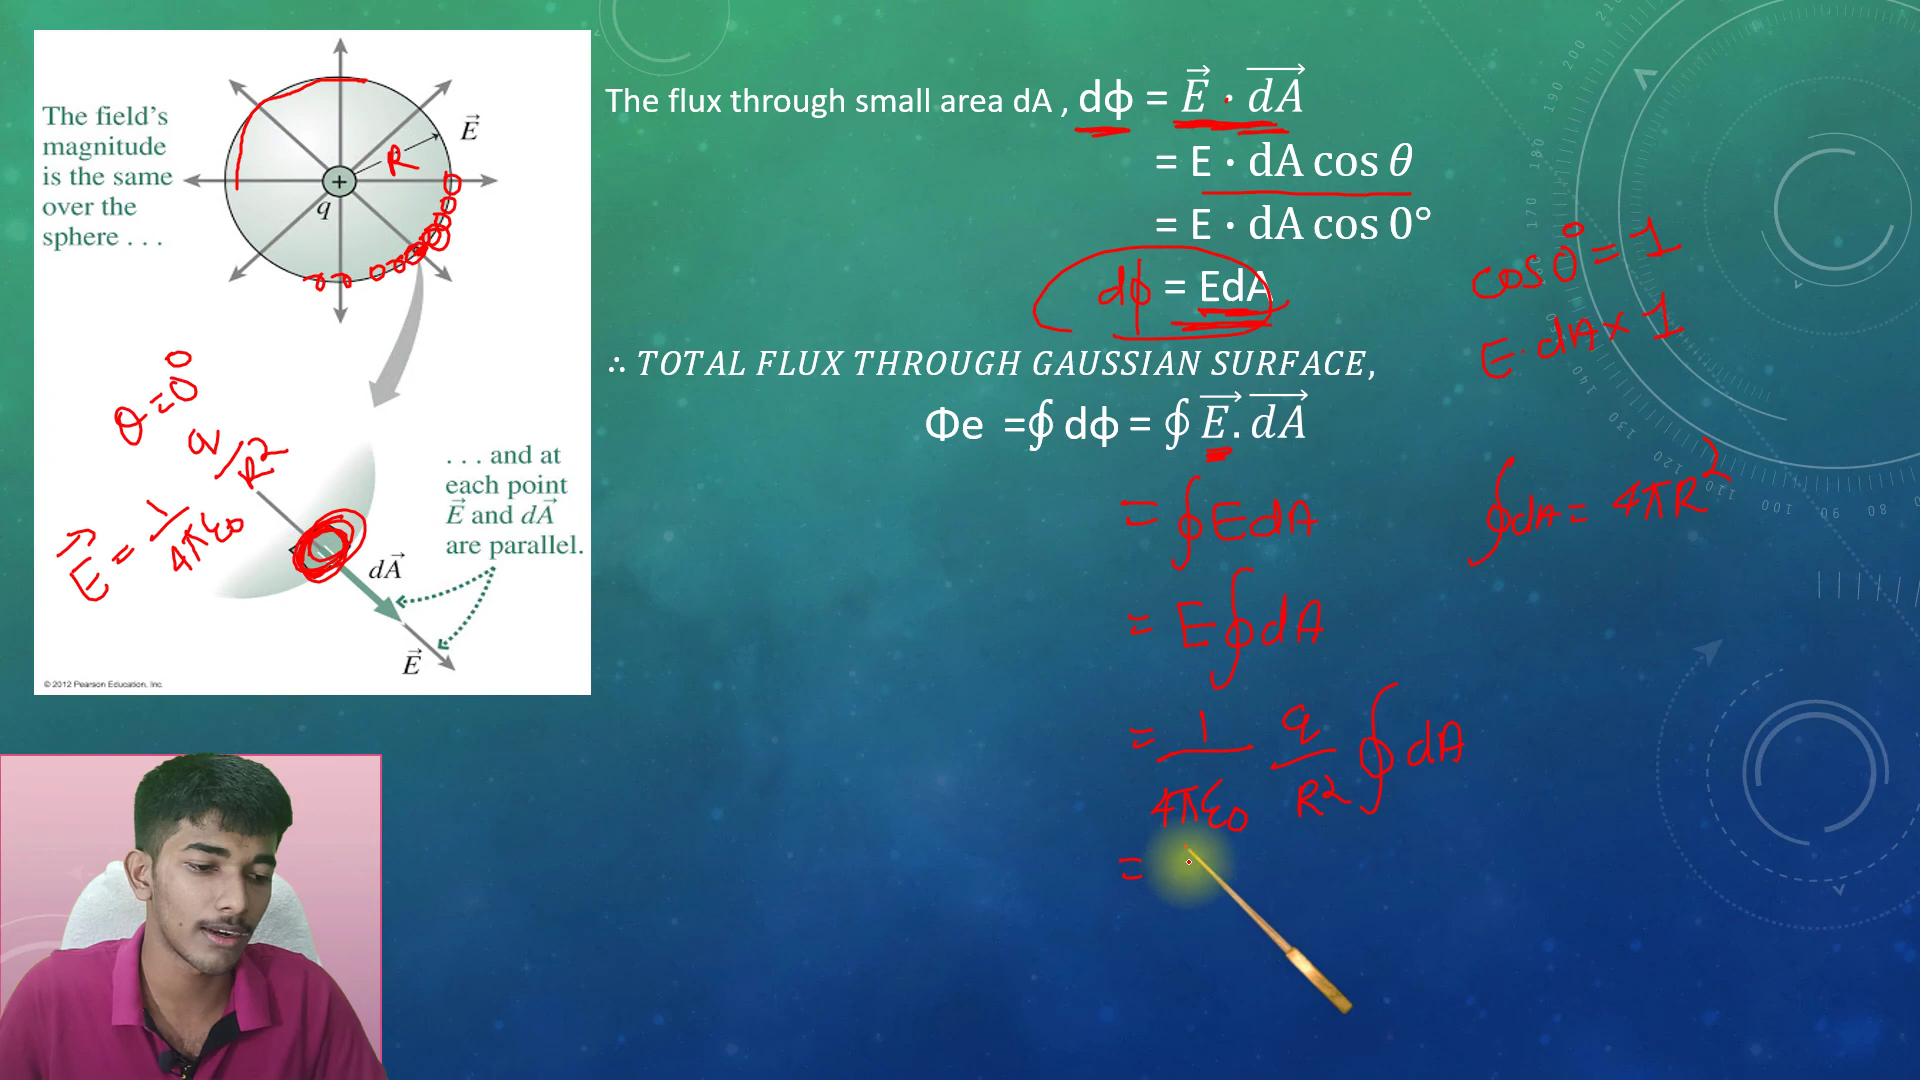 The field's
magnitude
is the same
over the
sphere . . .
E⃗
R
+
q
θ = 0°
E⃗ = 1/4πε0 q/R²
. . . and at
each point
E⃗ and dA⃗
are parallel.
dA⃗
E⃗
© 2012 Pearson Education, Inc.
The flux through small area dA , dϕ = E⃗ · dA⃗
= E · dA cos θ
= E · dA cos 0°
dϕ = EdA
cos 0° = 1
E · dA × 1
∴ TOTAL FLUX THROUGH GAUSSIAN SURFACE,
Φe =∮ dϕ = ∮ E⃗ . dA⃗
= ∮ E dA
∮ dA = 4πR²
= E ∮ dA
= 1/4πε0 q/R² ∮ dA
=